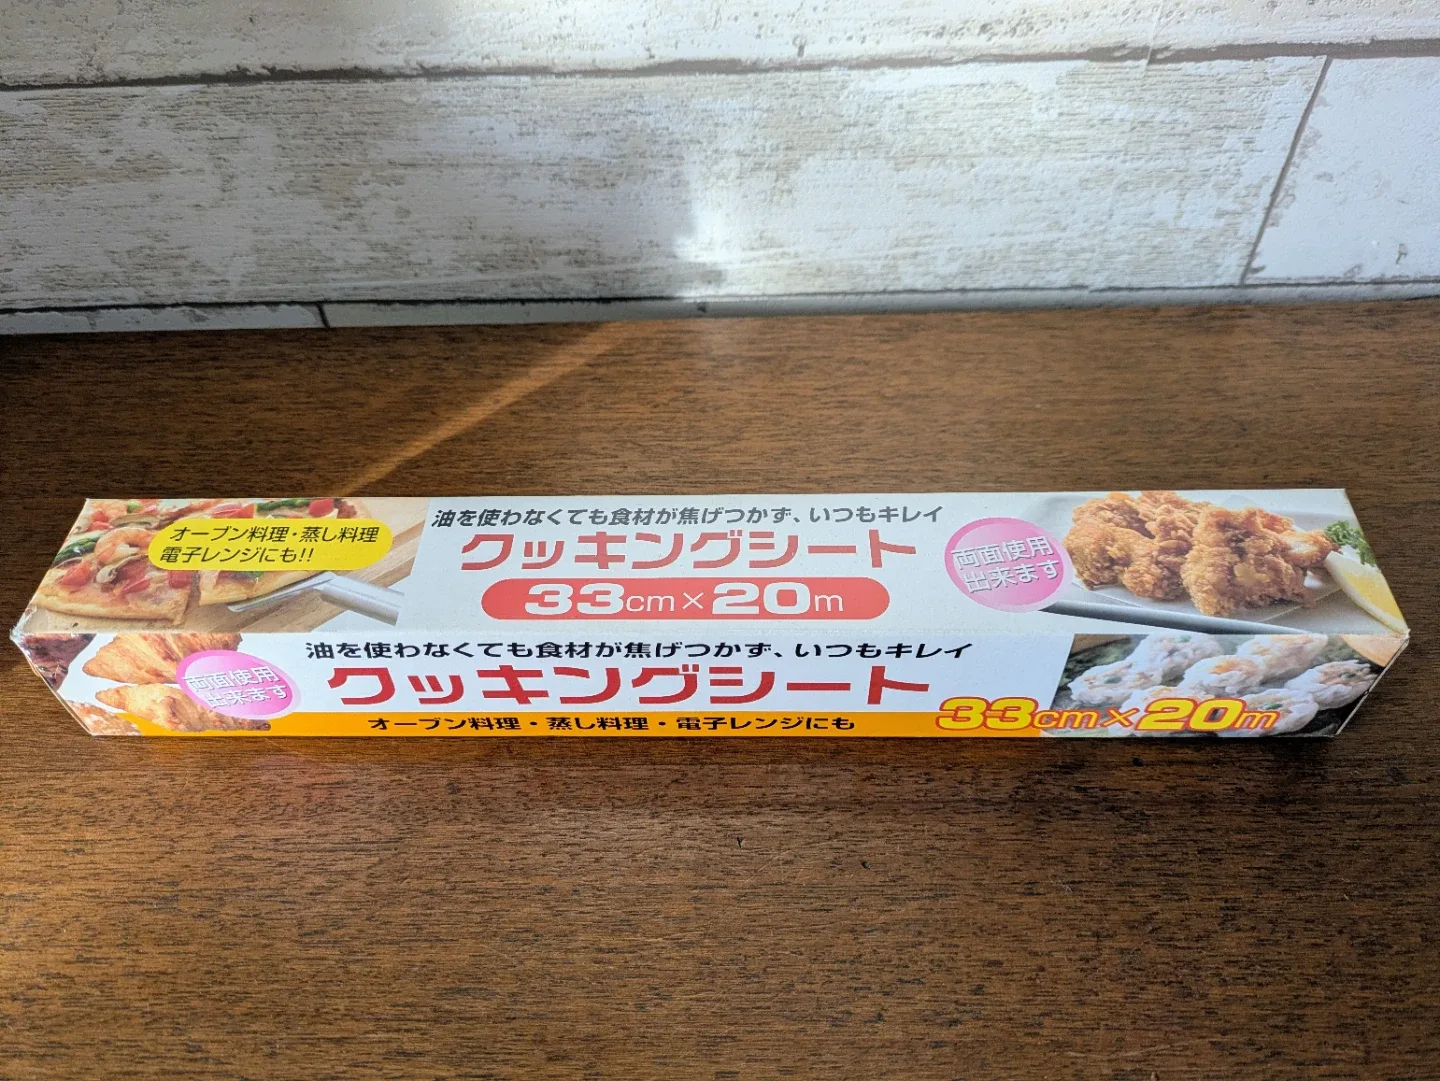 オーブン料理・蒸し料理
電子レンジにも!!
油を使わなくても食材が焦げつかず、いつもキレイ
クッキングシート
33cm×20m
両面使用
出来ます
両面使用
出来ます
油を使わなくても食材が焦げつかず、いつもキレイ
クッキングシート
オーブン料理・蒸し料理・電子レンジにも
33cm×20m